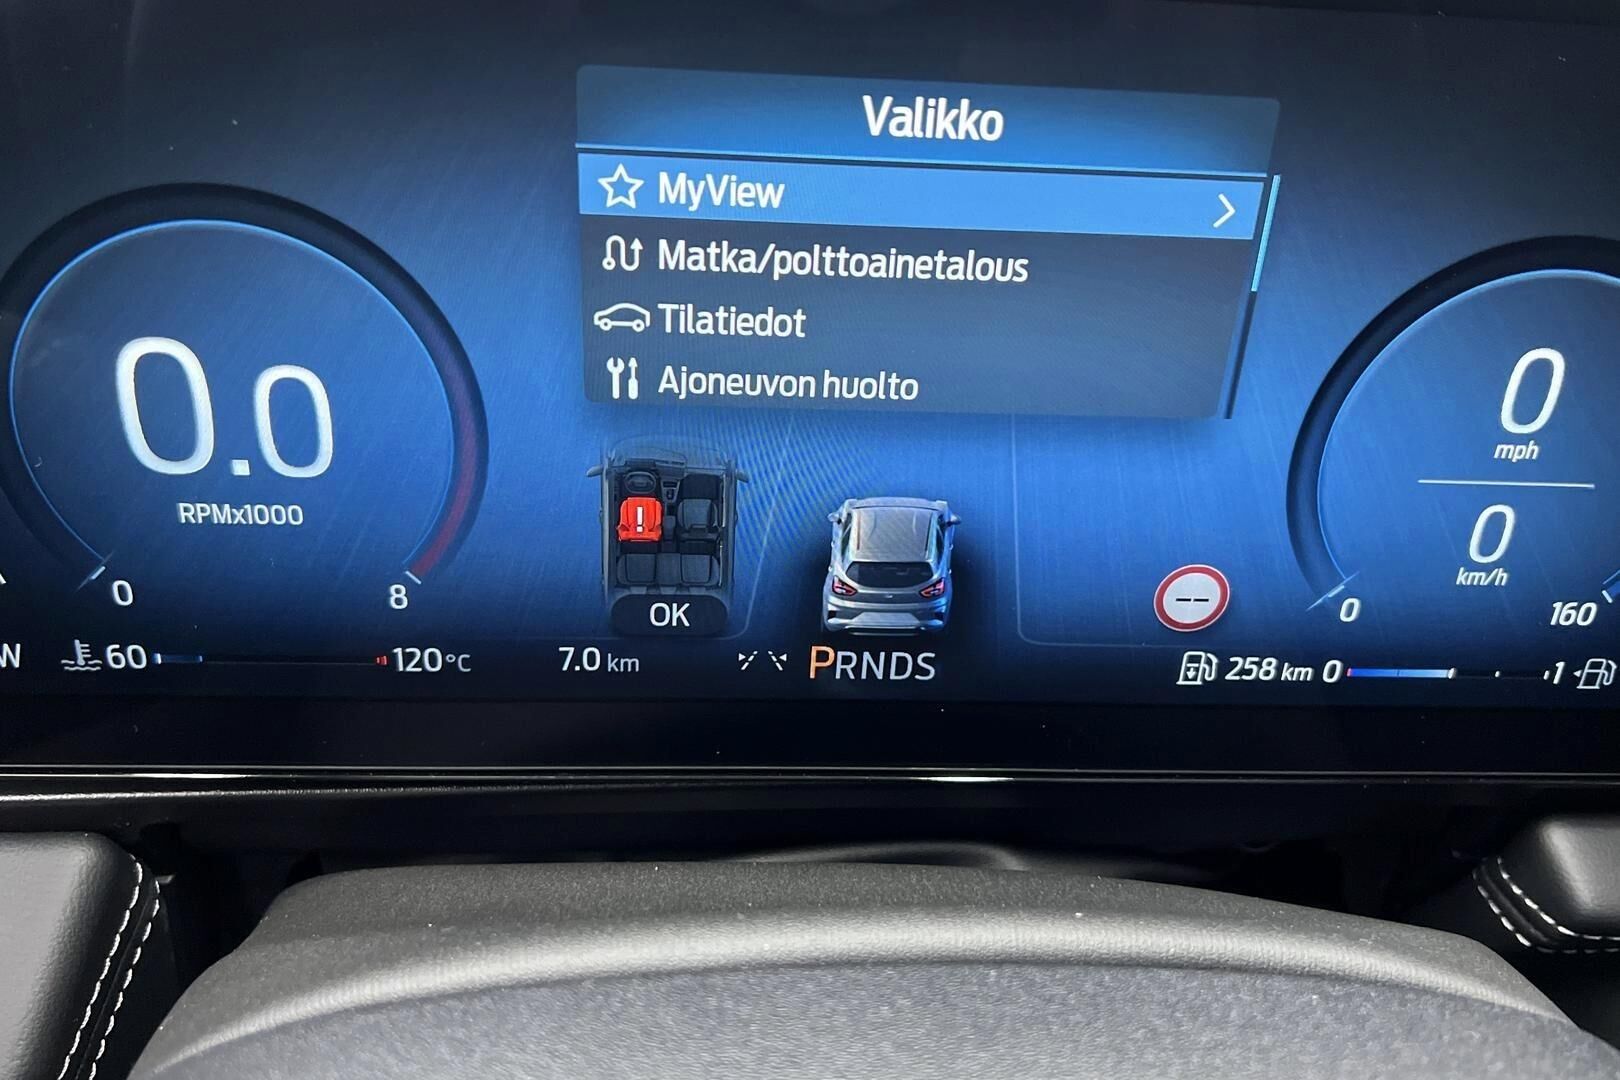 Valikko
MyView
Matka/polttoainetalous
Tilatiedot
Ajoneuvon huolto
0.0
RPMx1000
0
8
0
mph
0
km/h
0
160
!
OK
--
W 60 120°C
7.0 km
PRNDS
258 km 0 1